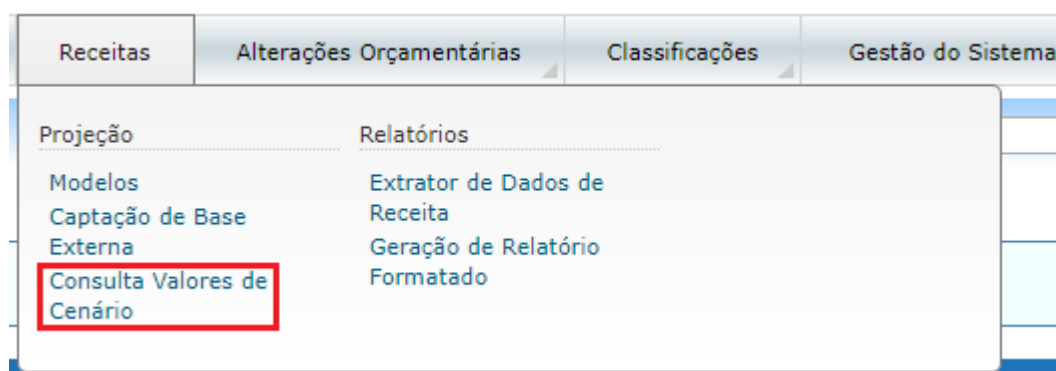 Receitas Alterações Orçamentárias Classificações Gestão do Sistema
Projeção
Modelos
Captação de Base
Externa
Consulta Valores de
Cenário
Relatórios
Extrator de Dados de
Receita
Geração de Relatório
Formatado